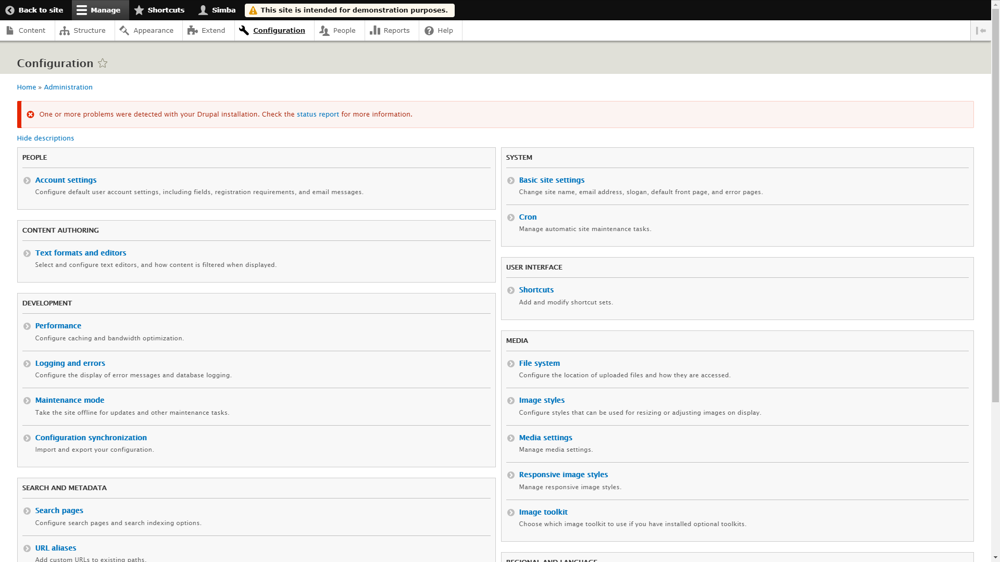 Back to site Manage Shortcuts Simba This site is intended for demonstration purposes.
Content Structure Appearance Extend Configuration People Reports Help
Configuration
Home » Administration
One or more problems were detected with your Drupal installation. Check the status report for more information.
Hide descriptions
PEOPLE
Account settings
Configure default user account settings, including fields, registration requirements, and email messages.
CONTENT AUTHORING
Text formats and editors
Select and configure text editors, and how content is filtered when displayed.
DEVELOPMENT
Performance
Configure caching and bandwidth optimization.
Logging and errors
Configure the display of error messages and database logging.
Maintenance mode
Take the site offline for updates and other maintenance tasks.
Configuration synchronization
Import and export your configuration.
SEARCH AND METADATA
Search pages
Configure search pages and search indexing options.
URL aliases
Add custom URLs to existing paths.
SYSTEM
Basic site settings
Change site name, email address, slogan, default front page, and error pages.
Cron
Manage automatic site maintenance tasks.
USER INTERFACE
Shortcuts
Add and modify shortcut sets.
MEDIA
File system
Configure the location of uploaded files and how they are accessed.
Image styles
Configure styles that can be used for resizing or adjusting images on display.
Media settings
Manage media settings.
Responsive image styles
Manage responsive image styles.
Image toolkit
Choose which image toolkit to use if you have installed optional toolkits.
REGIONAL AND LANGUAGE